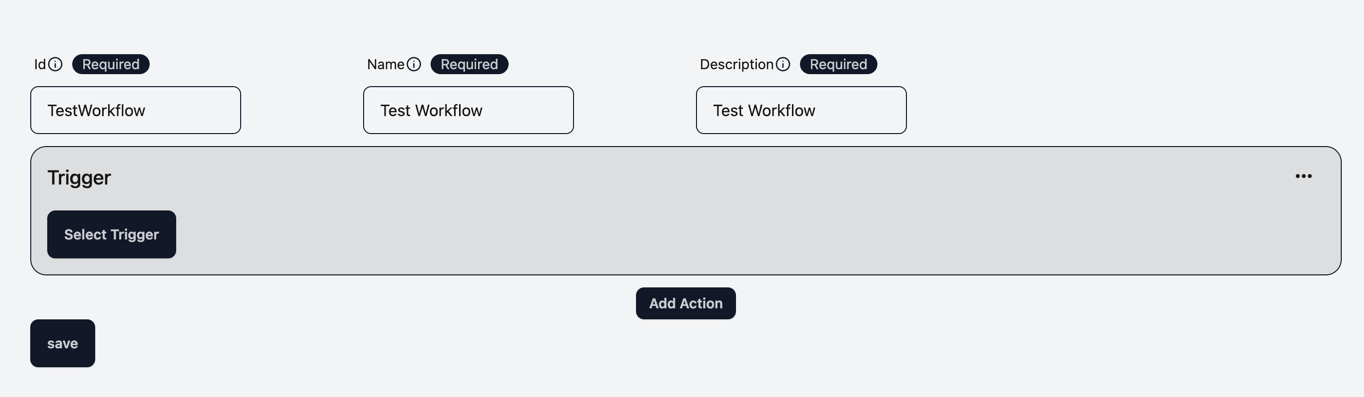 Id Required Name Required Description Required
TestWorkflow Test Workflow Test Workflow
Trigger
Select Trigger
Add Action
save